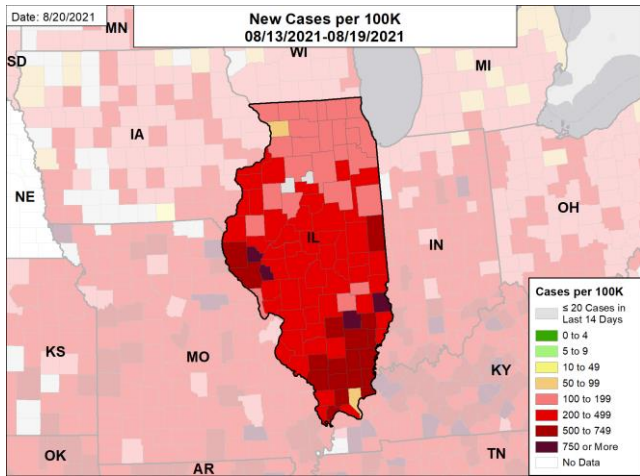 Date: 8/20/2021
New Cases per 100K
08/13/2021-08/19/2021
MN
SD
WI
MI
IA
NE
IL
IN
OH
KS
MO
KY
OK
AR
TN
Cases per 100K
≤ 20 Cases in
Last 14 Days
0 to 4
5 to 9
10 to 49
50 to 99
100 to 199
200 to 499
500 to 749
750 or More
No Data